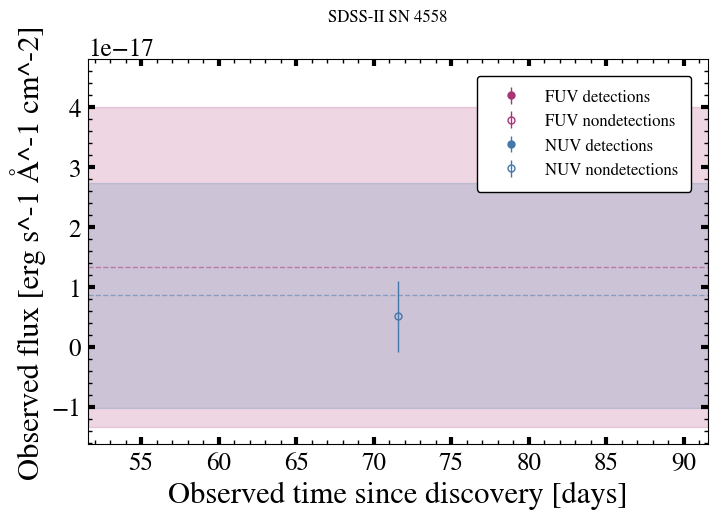 SDSS-II SN 4558
1e−17
Observed flux [erg s^-1 Å^-1 cm^-2]
4
3
2
1
0
−1
FUV detections
FUV nondetections
NUV detections
NUV nondetections
55 60 65 70 75 80 85 90
Observed time since discovery [days]